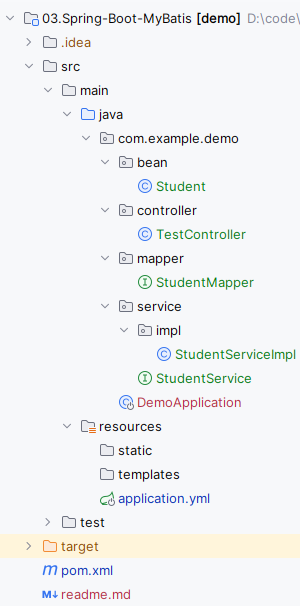 03.Spring-Boot-MyBatis [demo] D:\code\
.idea
src
main
java
com.example.demo
bean
C Student
controller
C TestController
mapper
I StudentMapper
service
impl
C StudentServiceImpl
I StudentService
C DemoApplication
resources
static
templates
application.yml
test
target
m pom.xml
M↓ readme.md